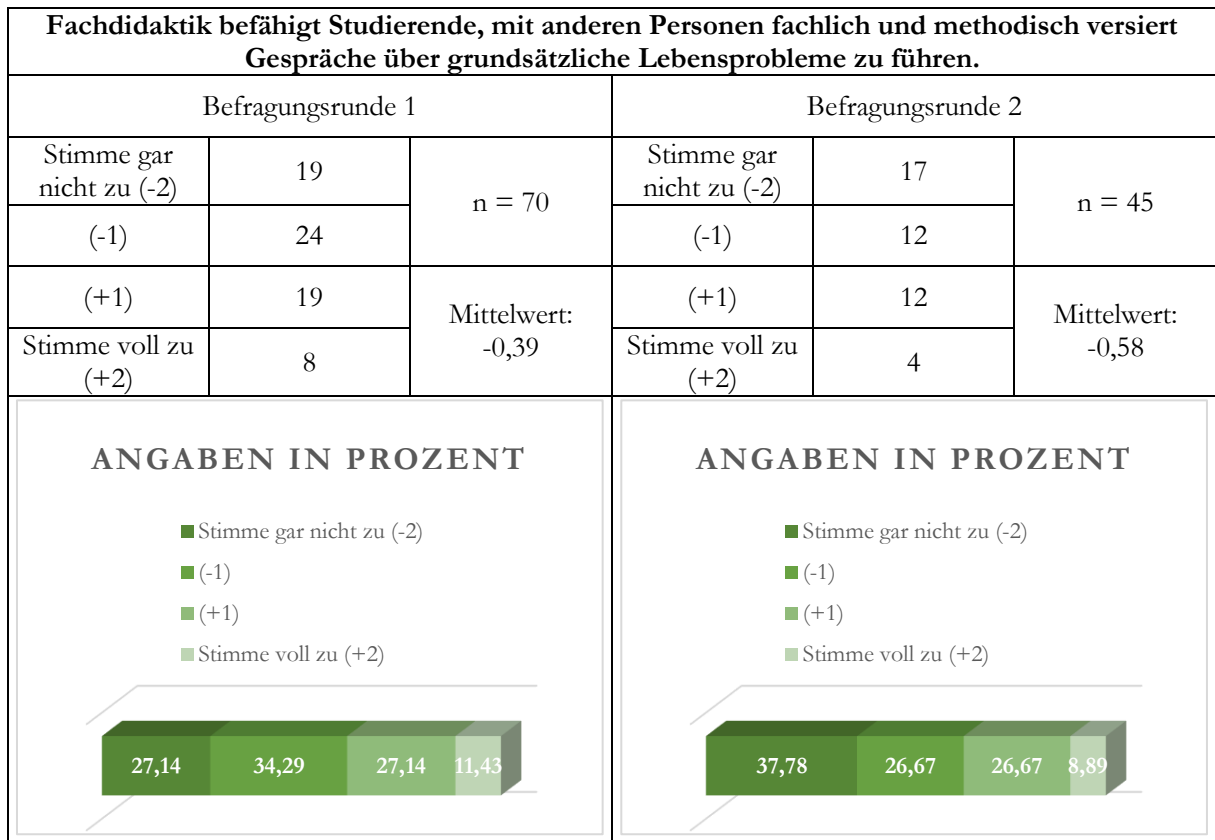 Fachdidaktik befähigt Studierende, mit anderen Personen fachlich und methodisch versiert
Gespräche über grundsätzliche Lebensprobleme zu führen.
Befragungsrunde 1
Stimme gar
nicht zu (-2)
19
n = 70
(-1)
24
(+1)
19
Mittelwert:
-0,39
Stimme voll zu
(+2)
8
Befragungsrunde 2
Stimme gar
nicht zu (-2)
17
n = 45
(-1)
12
(+1)
12
Mittelwert:
-0,58
Stimme voll zu
(+2)
4
ANGABEN IN PROZENT
Stimme gar nicht zu (-2)
(-1)
(+1)
Stimme voll zu (+2)
27,14 34,29 27,14 11,43
ANGABEN IN PROZENT
Stimme gar nicht zu (-2)
(-1)
(+1)
Stimme voll zu (+2)
37,78 26,67 26,67 8,89